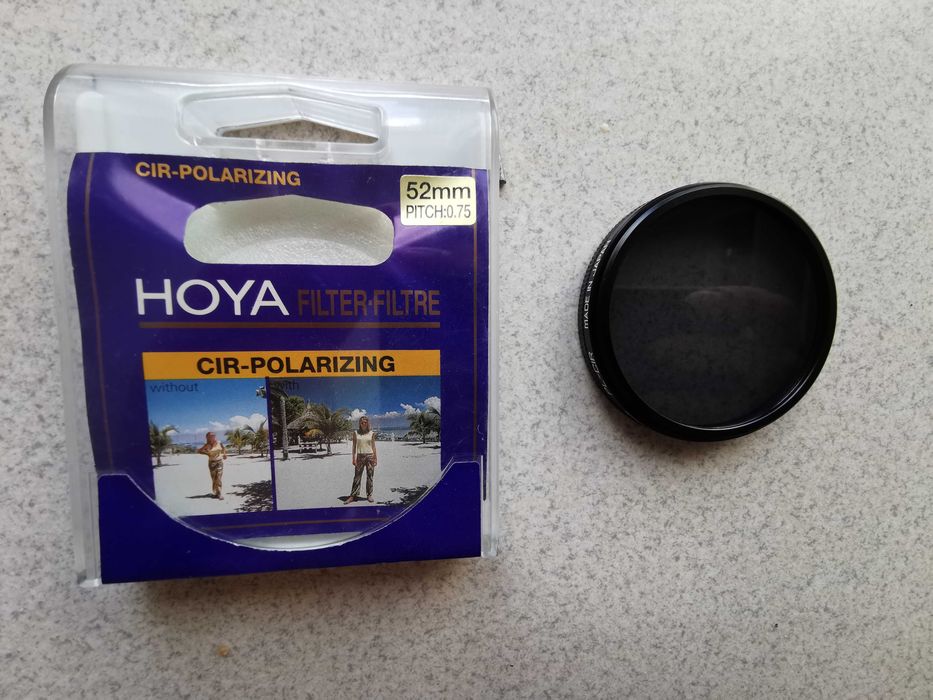 CIR-POLARIZING
52mm
PITCH:0.75
HOYA FILTER·FILTRE
CIR-POLARIZING
without with
MADE IN JAPAN